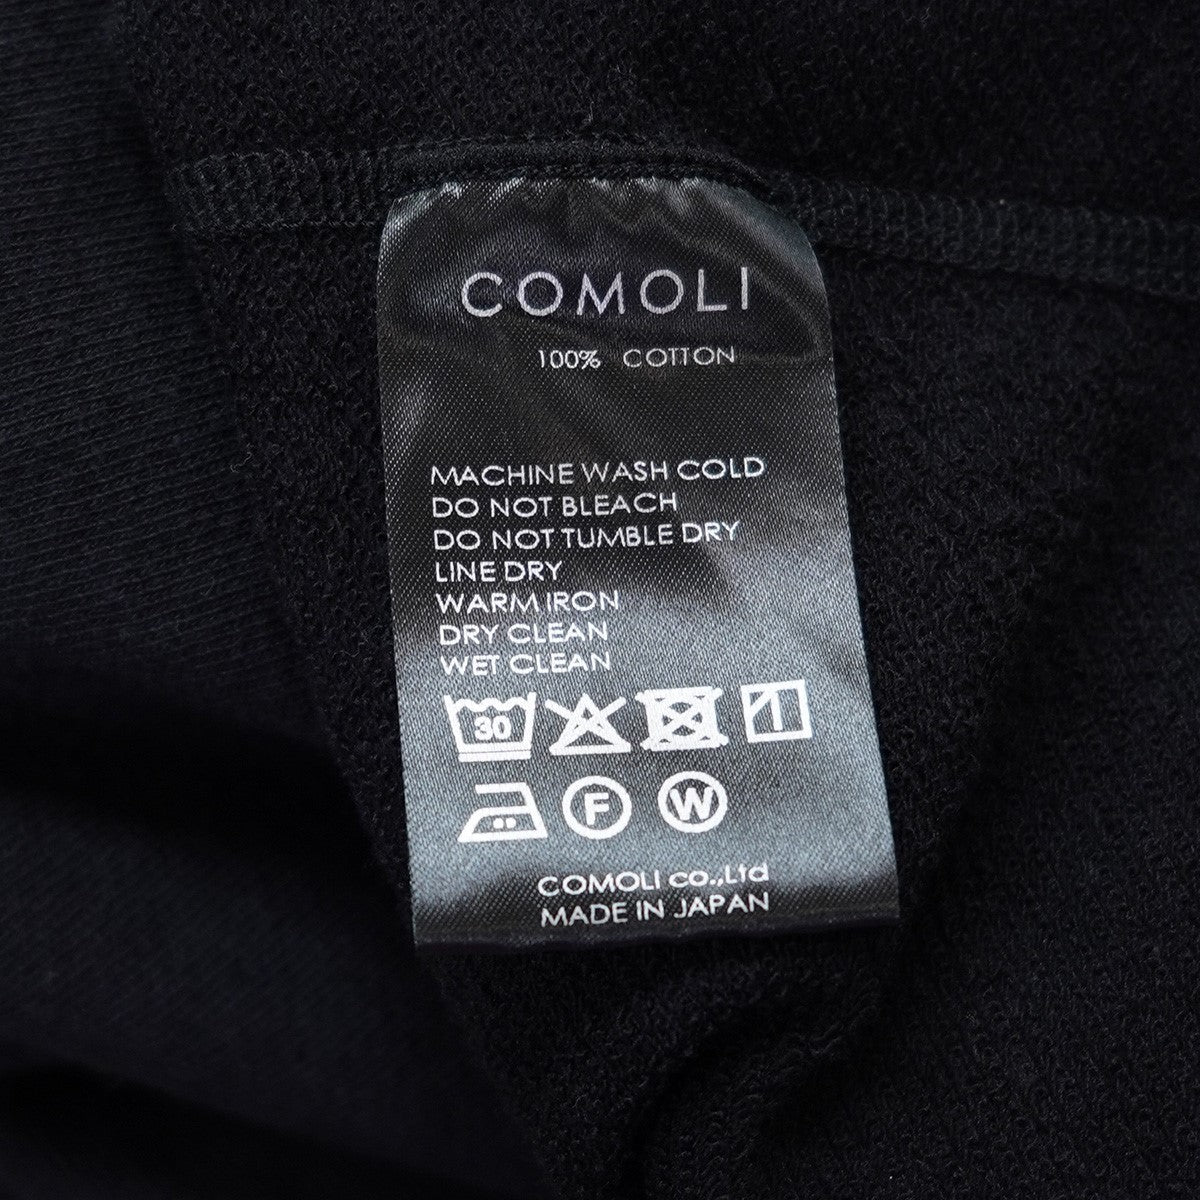 COMOLI
100% COTTON
MACHINE WASH COLD
DO NOT BLEACH
DO NOT TUMBLE DRY
LINE DRY
WARM IRON
DRY CLEAN
WET CLEAN
30
F W
COMOLI co.,Ltd
MADE IN JAPAN